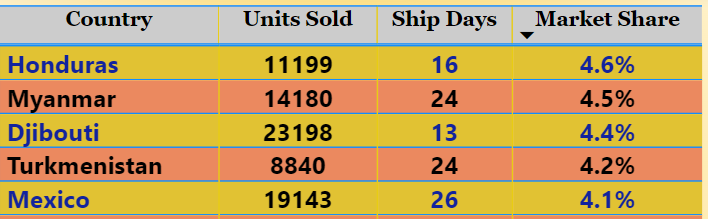 Country Units Sold Ship Days Market Share
Honduras 11199 16 4.6%
Myanmar 14180 24 4.5%
Djibouti 23198 13 4.4%
Turkmenistan 8840 24 4.2%
Mexico 19143 26 4.1%